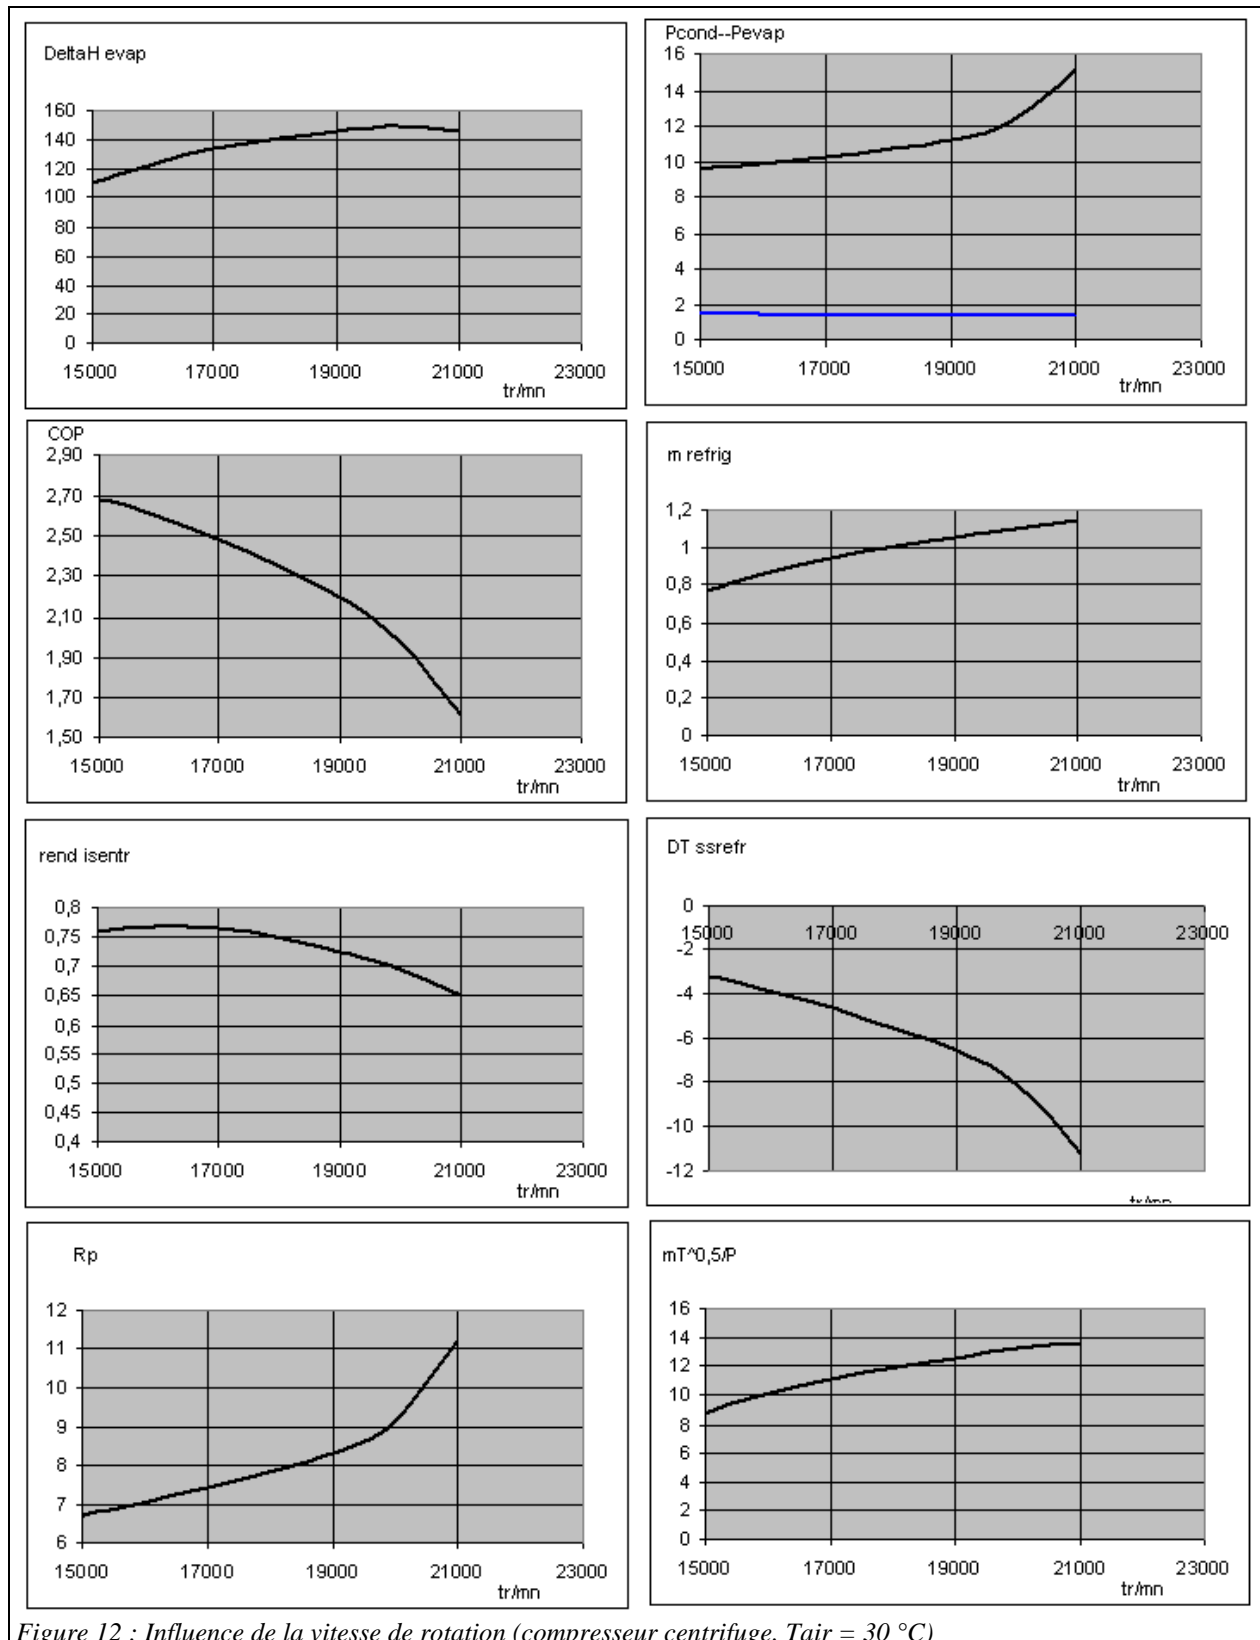 DeltaH evap
160
140
120
100
80
60
40
20
0
15000 17000 19000 21000 23000
tr/mn
Pcond--Pevap
16
14
12
10
8
6
4
2
0
15000 17000 19000 21000 23000
tr/mn
COP
2,90
2,70
2,50
2,30
2,10
1,90
1,70
1,50
15000 17000 19000 21000 23000
tr/mn
m refrig
1,2
1
0,8
0,6
0,4
0,2
0
15000 17000 19000 21000 23000
tr/mn
rend isentr
0,8
0,75
0,7
0,65
0,6
0,55
0,5
0,45
0,4
15000 17000 19000 21000 23000
tr/mn
DT ssrefr
0
15000 17000 19000 21000 23000
-2
-4
-6
-8
-10
-12
tr/mn
Rp
12
11
10
9
8
7
6
15000 17000 19000 21000 23000
tr/mn
mT^0,5/P
16
14
12
10
8
6
4
2
0
15000 17000 19000 21000 23000
tr/mn
Figure 12 : Influence de la vitesse de rotation (compresseur centrifuge, Tair = 30 °C)